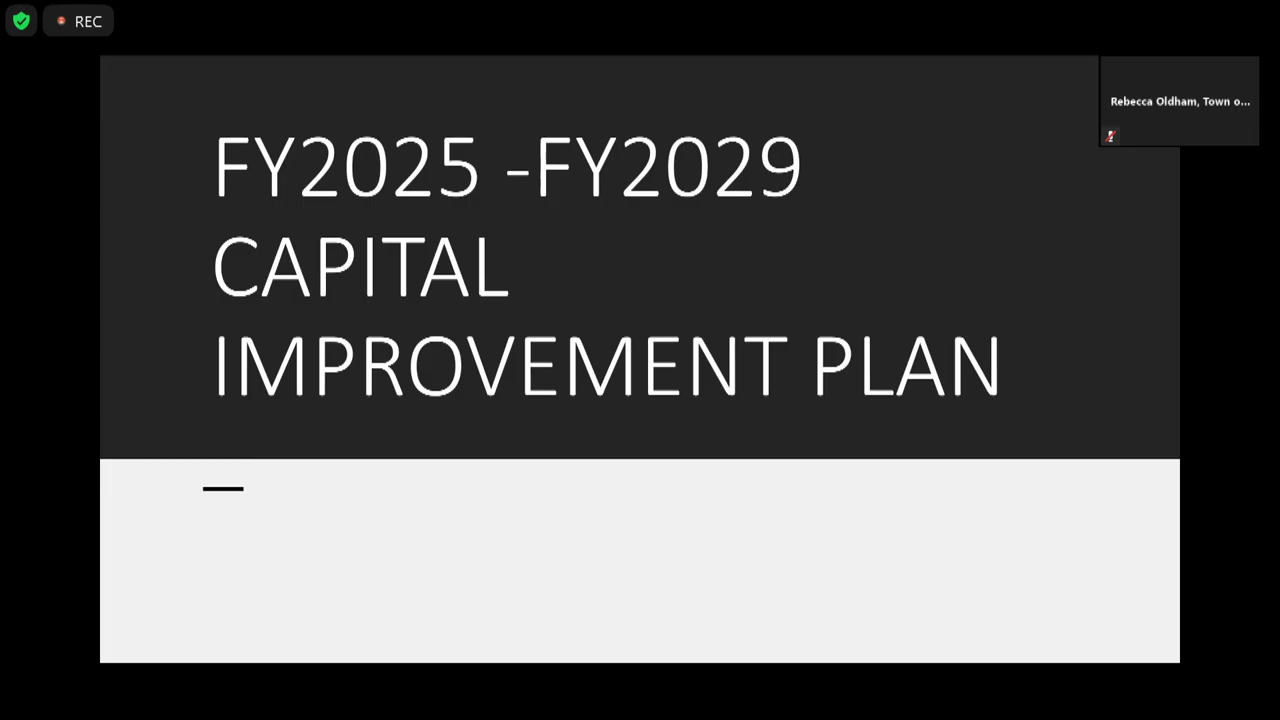 REC
Rebecca Oldham, Town o...
FY2025 -FY2029
CAPITAL
IMPROVEMENT PLAN